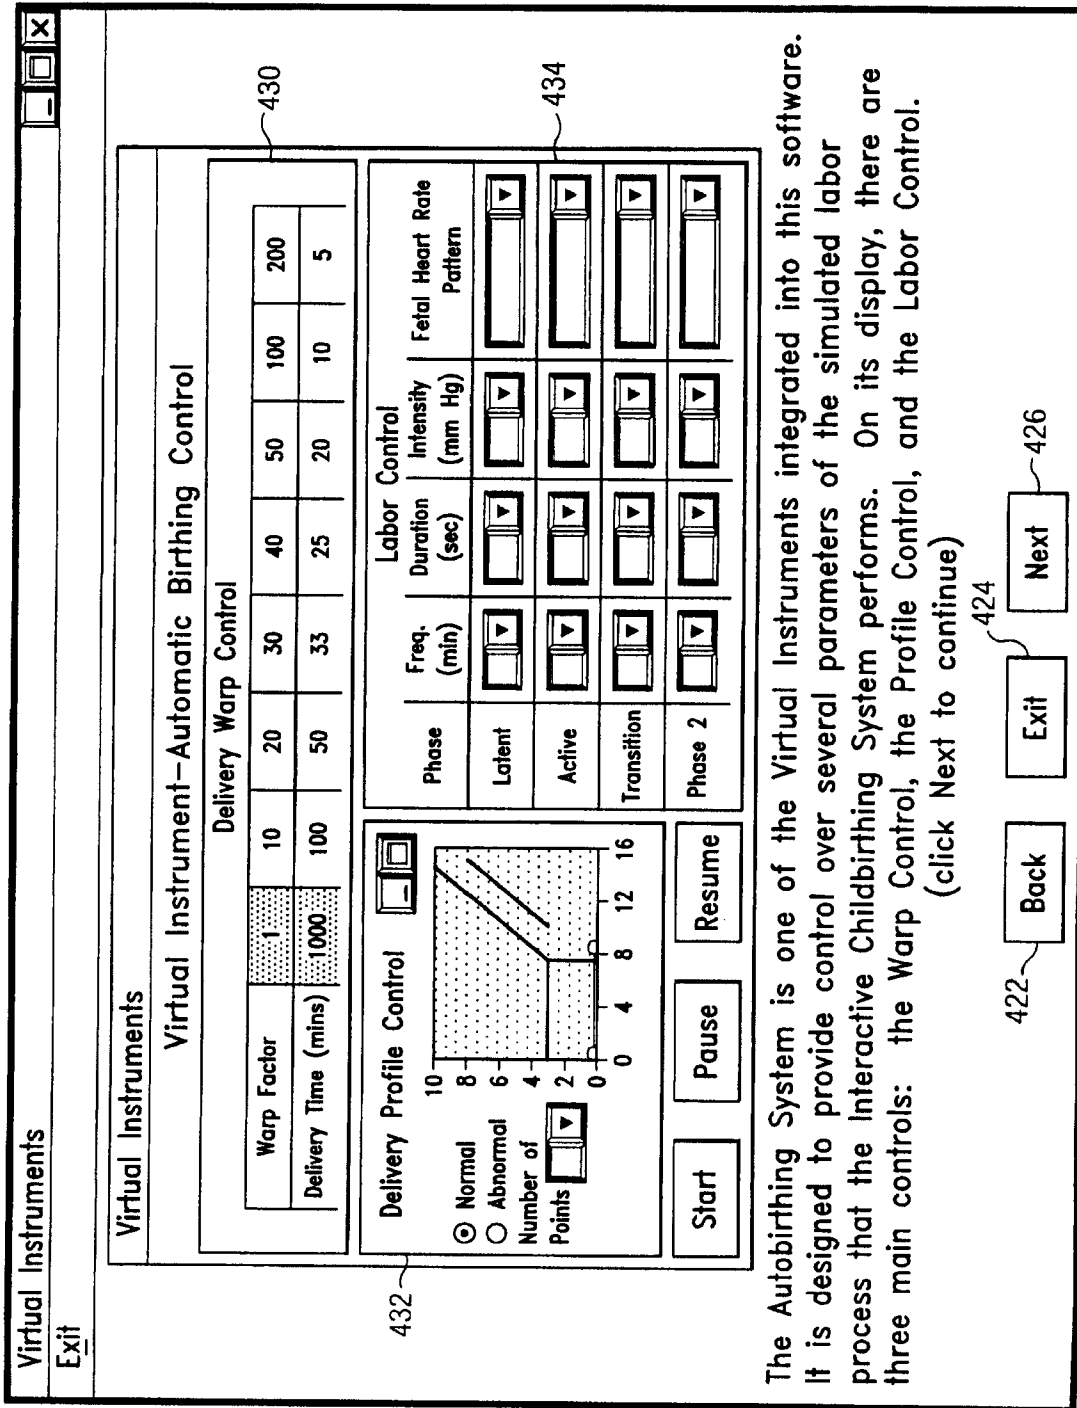 Virtual Instruments
Exit
Virtual Instruments
Virtual Instrument-Automatic Birthing Control
Delivery Warp Control
430
Warp Factor 1 10 20 30 40 50 100 200
Delivery Time (mins) 1000 100 50 33 25 20 10 5
432
Delivery Profile Control
Normal
Abnormal
Number of
Points
10
8
6
4
2
0
0 4 8 12 16
Start
Pause
Resume
Labor Control
434
Phase Freq. (min) Duration (sec) Intensity (mm Hg) Fetal Heart Rate Pattern
Latent
Active
Transition
Phase 2
The Autobirthing System is one of the Virtual Instruments integrated into this software.
It is designed to provide control over several parameters of the simulated labor
process that the Interactive Childbirthing System performs. On its display, there are
three main controls: the Warp Control, the Profile Control, and the Labor Control.
(click Next to continue)
422
Back
424
Exit
426
Next